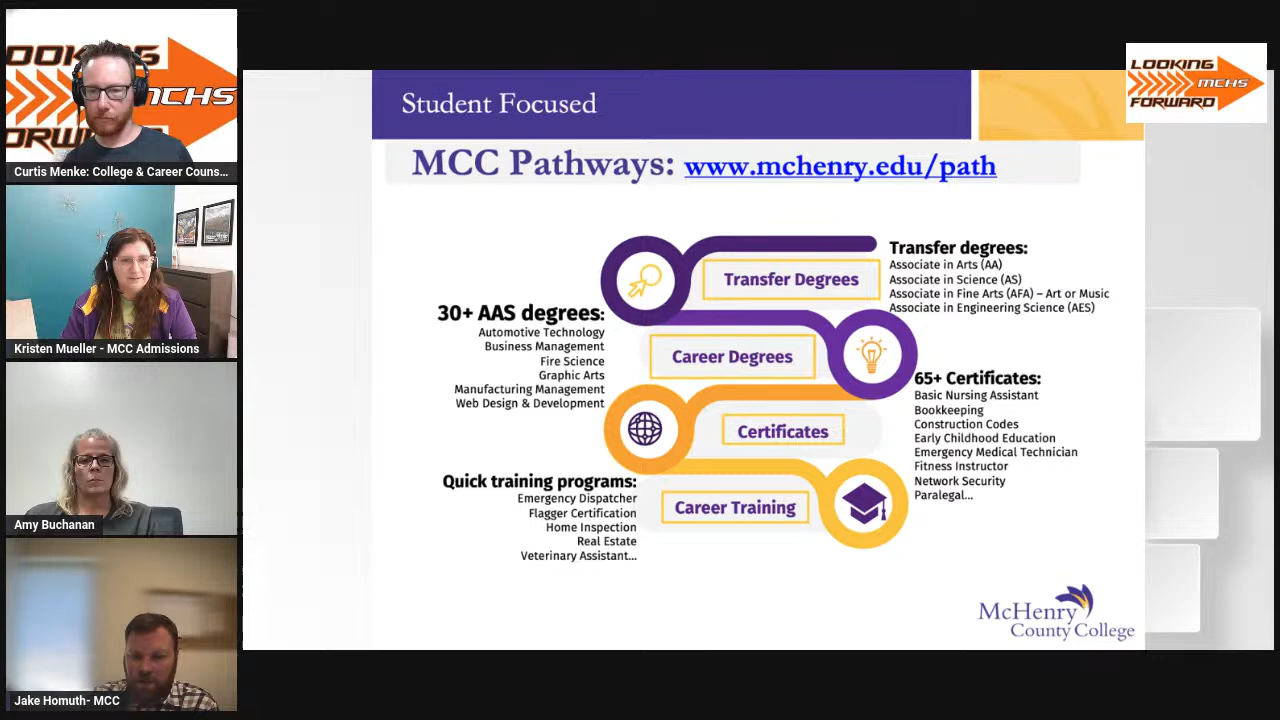 LOOKING
MCHS
FORWARD
Curtis Menke: College & Career Couns...
Kristen Mueller - MCC Admissions
Amy Buchanan
Jake Homuth- MCC
Student Focused
MCC Pathways: www.mchenry.edu/path
Transfer Degrees
Transfer degrees:
Associate in Arts (AA)
Associate in Science (AS)
Associate in Fine Arts (AFA) – Art or Music
Associate in Engineering Science (AES)
30+ AAS degrees:
Automotive Technology
Business Management
Fire Science
Graphic Arts
Manufacturing Management
Web Design & Development
Career Degrees
65+ Certificates:
Basic Nursing Assistant
Bookkeeping
Construction Codes
Early Childhood Education
Emergency Medical Technician
Fitness Instructor
Network Security
Paralegal...
Certificates
Quick training programs:
Emergency Dispatcher
Flagger Certification
Home Inspection
Real Estate
Veterinary Assistant...
Career Training
McHenry
County College
LOOKING
MCHS
FORWARD